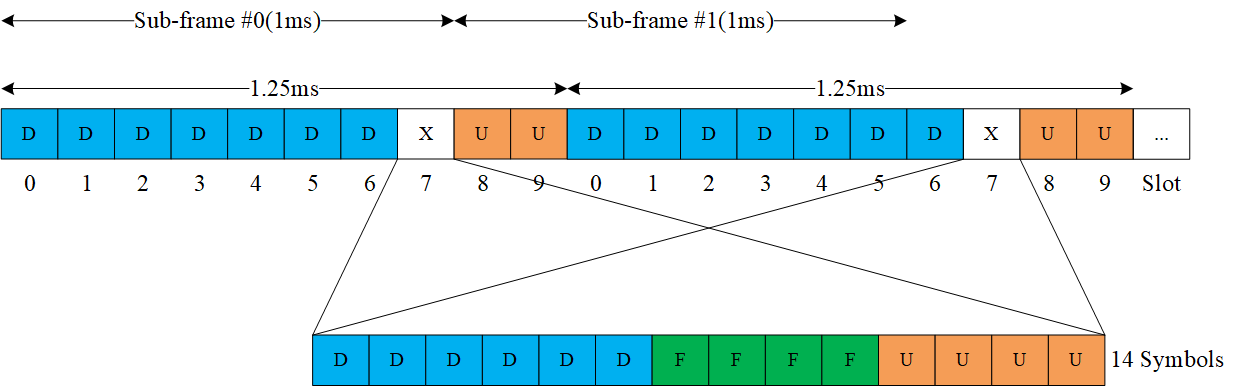 Sub-frame #0(1ms) Sub-frame #1(1ms)
1.25ms 1.25ms
D D D D D D D X U U D D D D D D D X U U ...
0 1 2 3 4 5 6 7 8 9 0 1 2 3 4 5 6 7 8 9 Slot
D D D D D D F F F F U U U U 14 Symbols